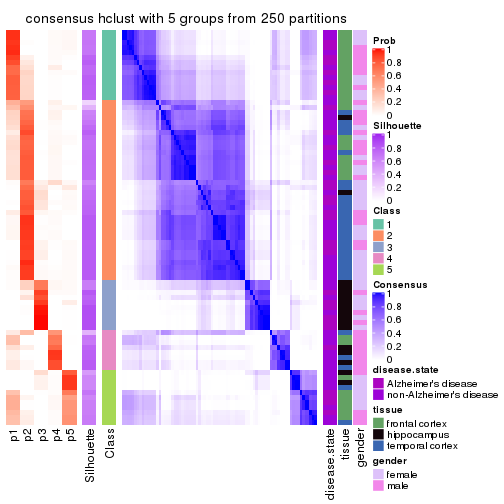 consensus hclust with 5 groups from 250 partitions
p1
p2
p3
p4
p5
Silhouette
Class
disease.state
tissue
gender
Prob
1
0.8
0.6
0.4
0.2
0
Silhouette
1
0.8
0.6
0.4
0.2
0
Class
1
2
3
4
5
Consensus
1
0.8
0.6
0.4
0.2
0
disease.state
Alzheimer's disease
non-Alzheimer's disease
tissue
frontal cortex
hippocampus
temporal cortex
gender
female
male